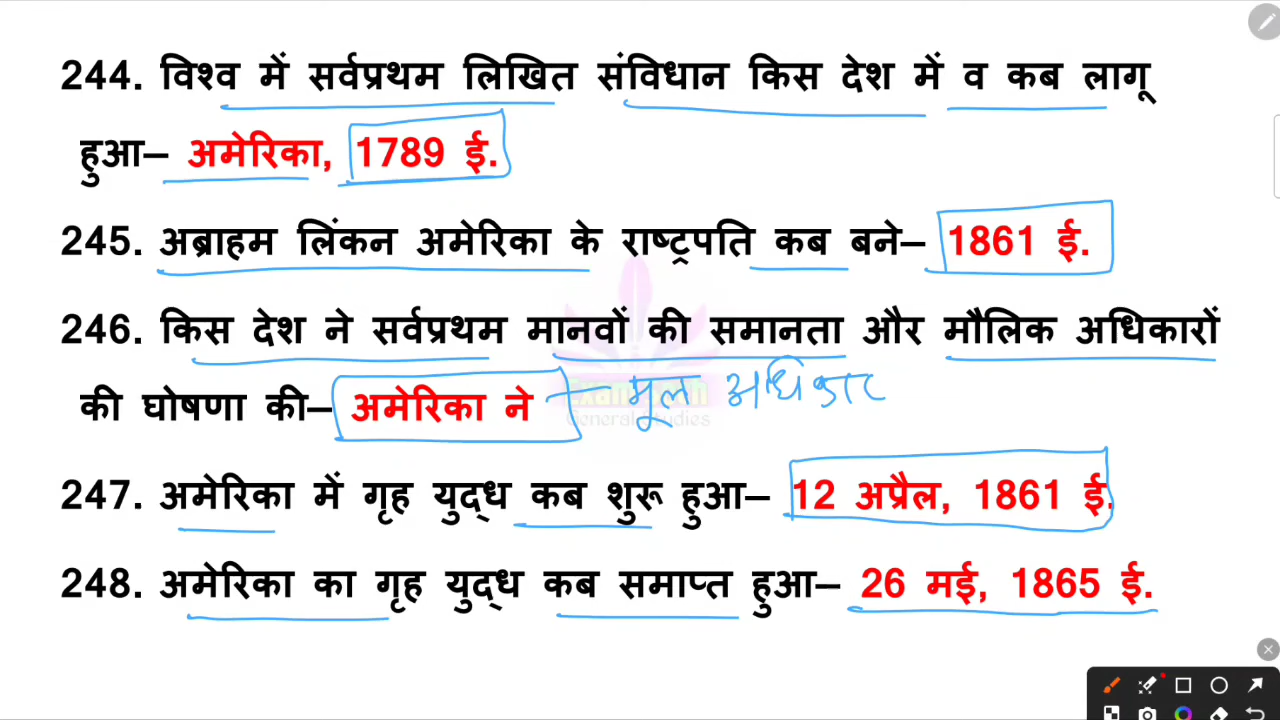 244. विश्व में सर्वप्रथम लिखित संविधान किस देश में व कब लागू
हुआ– अमेरिका, 1789 ई.
245. अब्राहम लिंकन अमेरिका के राष्ट्रपति कब बने– 1861 ई.
246. किस देश ने सर्वप्रथम मानवों की समानता और मौलिक अधिकारों
की घोषणा की– अमेरिका ने – मूल अधिकार
General Studies
247. अमेरिका में गृह युद्ध कब शुरू हुआ– 12 अप्रैल, 1861 ई.
248. अमेरिका का गृह युद्ध कब समाप्त हुआ– 26 मई, 1865 ई.